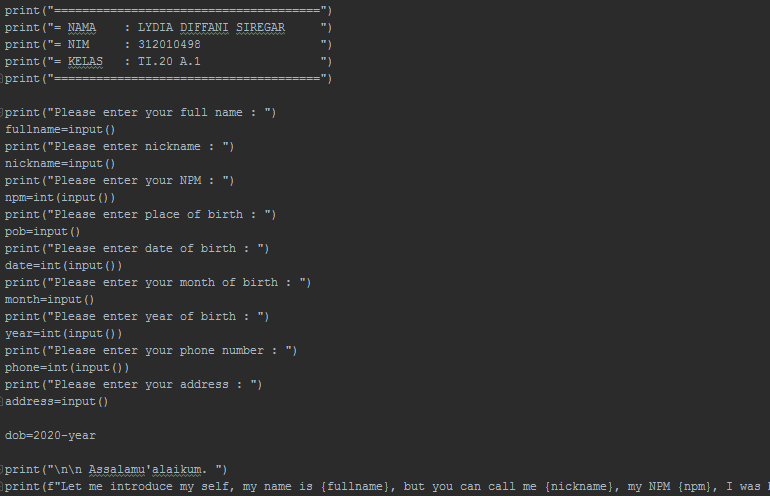 print("======================================")
print("= NAMA    : LYDIA DIFFANI SIREGAR     ")
print("= NIM     : 312010498                 ")
print("= KELAS   : TI.20 A.1                 ")
print("======================================")
print("Please enter your full name : ")
fullname=input()
print("Please enter nickname : ")
nickname=input()
print("Please enter your NPM : ")
npm=int(input())
print("Please enter place of birth : ")
pob=input()
print("Please enter date of birth : ")
date=int(input())
print("Please enter your month of birth : ")
month=input()
print("Please enter year of birth : ")
year=int(input())
print("Please enter your phone number : ")
phone=int(input())
print("Please enter your address : ")
address=input()
dob=2020-year
print("\n\n Assalamu'alaikum. ")
print(f"Let me introduce my self, my name is {fullname}, but you can call me {nickname}, my NPM {npm}, I was